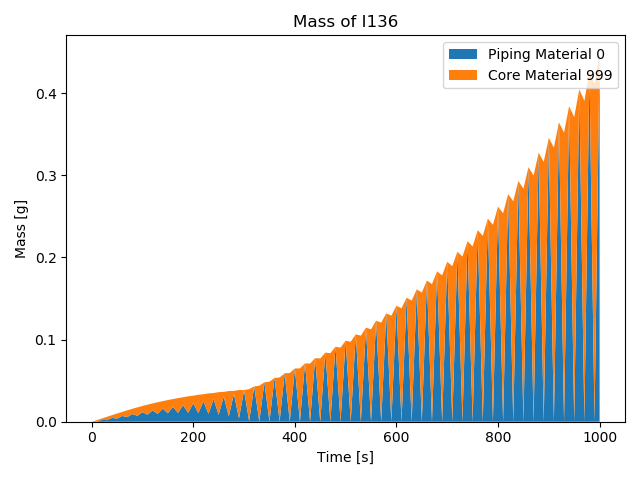 Mass of I136
Piping Material 0
Core Material 999
Mass [g]
0.4
0.3
0.2
0.1
0.0
0
200
400
600
800
1000
Time [s]